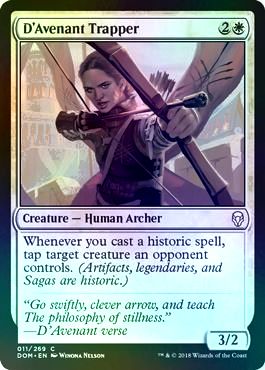 D'Avenant Trapper 2
Creature — Human Archer
Whenever you cast a historic spell,
tap target creature an opponent
controls. (Artifacts, legendaries, and
Sagas are historic.)
"Go swiftly, clever arrow, and teach
The philosophy of stillness."
—D'Avenant verse
3/2
011/269 C
DOM • EN Winona Nelson
™ & © 2018 Wizards of the Coast